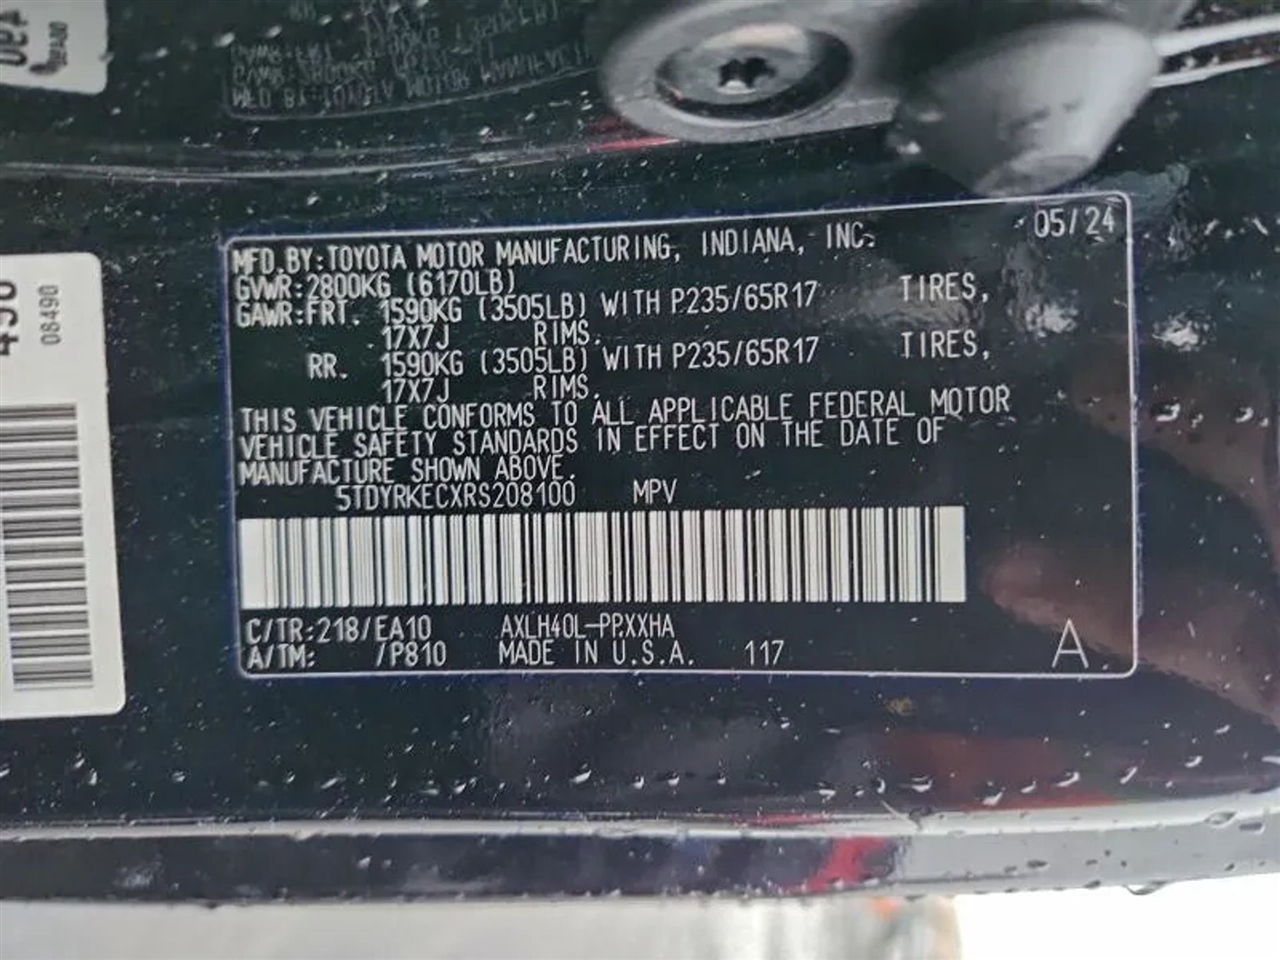 MFD.BY:TOYOTA MOTOR MANUFACTURING, INDIANA, INC. 05/24
GVWR:2800KG (6170LB)
GAWR:FRT. 1590KG (3505LB) WITH P235/65R17 TIRES,
17X7J RIMS.
RR. 1590KG (3505LB) WITH P235/65R17 TIRES,
17X7J RIMS.
THIS VEHICLE CONFORMS TO ALL APPLICABLE FEDERAL MOTOR
VEHICLE SAFETY STANDARDS IN EFFECT ON THE DATE OF
MANUFACTURE SHOWN ABOVE.
5TDYRKECXRS208100 MPV
C/TR:218/EA10 AXLH40L-PPXXHA
A/TM: /P810 MADE IN U.S.A. 117 A
08490